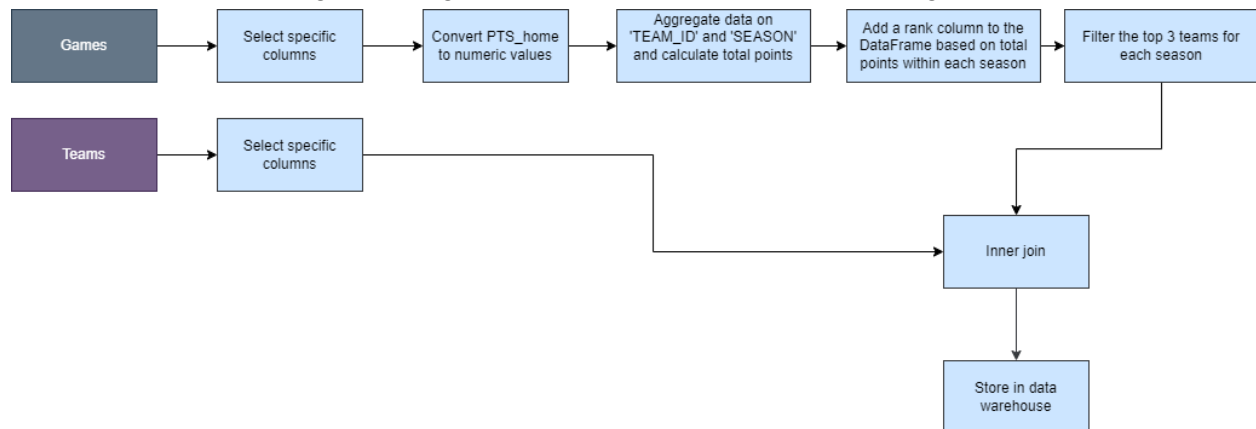 Games
Select specific
columns
Convert PTS_home
to numeric values
Aggregate data on
'TEAM_ID' and 'SEASON'
and calculate total points
Add a rank column to the
DataFrame based on total
points within each season
Filter the top 3 teams for
each season
Teams
Select specific
columns
Inner join
Store in data
warehouse